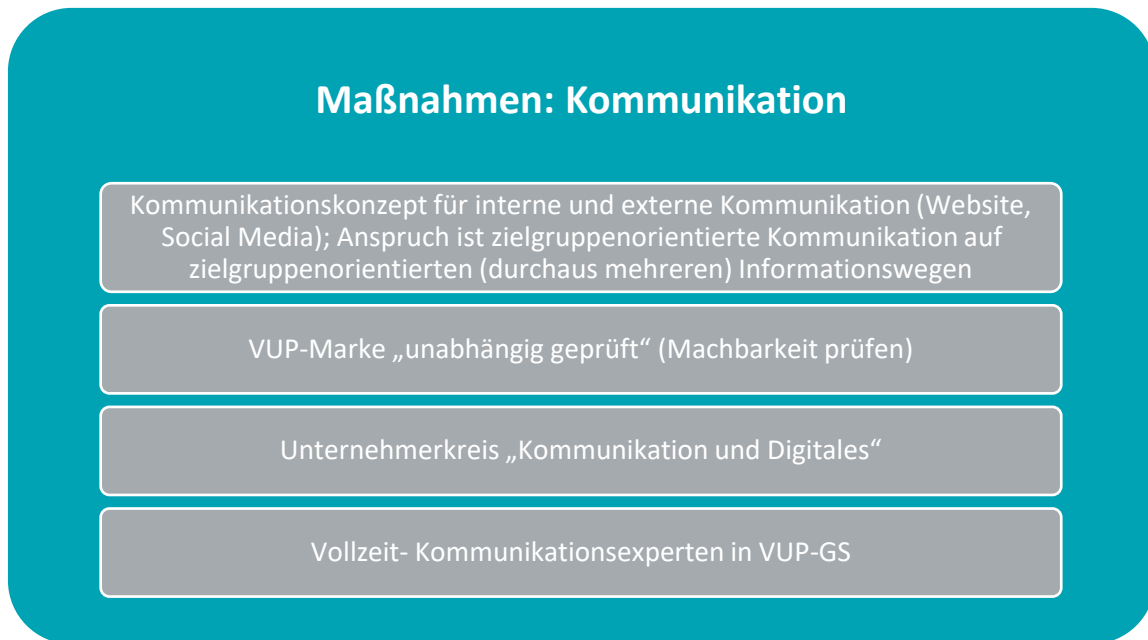 Maßnahmen: Kommunikation
Kommunikationskonzept für interne und externe Kommunikation (Website,
Social Media); Anspruch ist zielgruppenorientierte Kommunikation auf
zielgruppenorientierten (durchaus mehreren) Informationswegen
VUP-Marke „unabhängig geprüft“ (Machbarkeit prüfen)
Unternehmerkreis „Kommunikation und Digitales“
Vollzeit- Kommunikationsexperten in VUP-GS